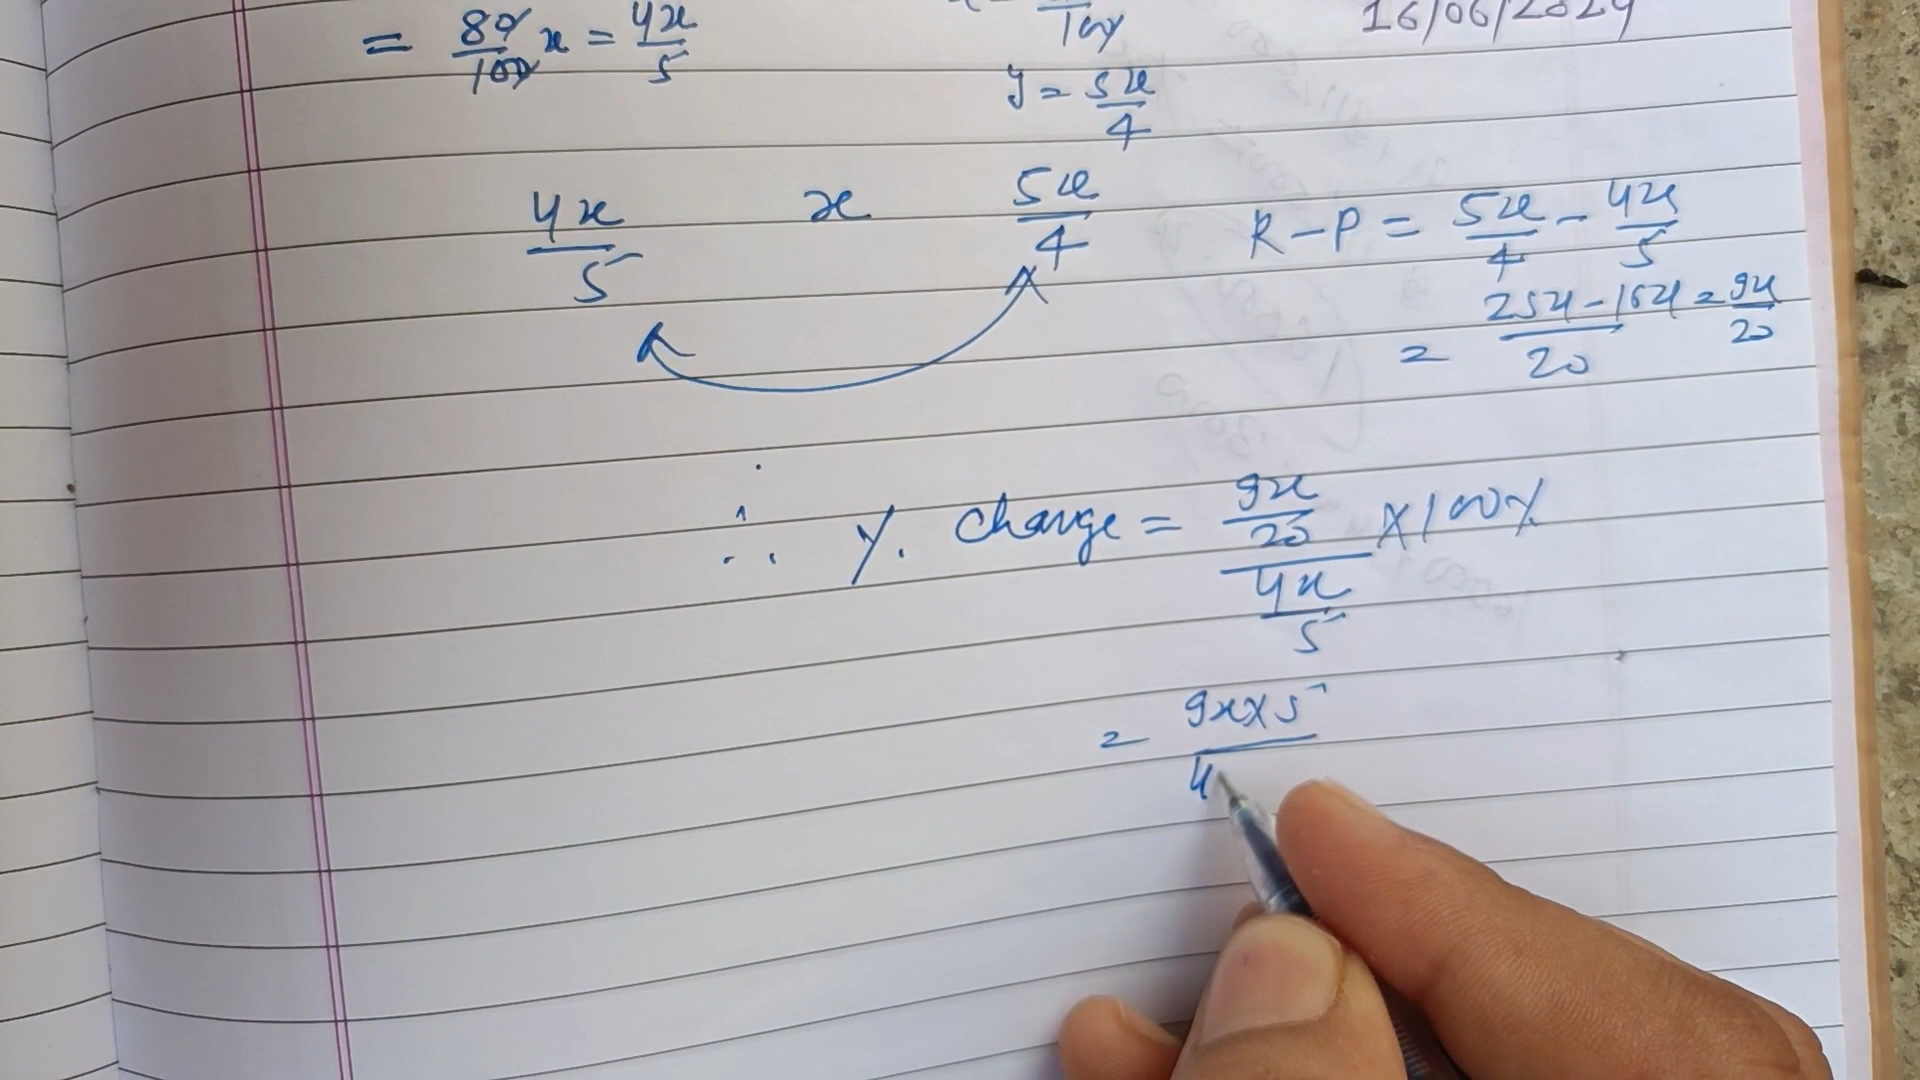 = 80/100 x = 4x/5
16/06/2024
y = 5x/4
4x/5 x 5x/4
R - P = 5x/4 - 4x/5
= 25x - 16x/20 = 9x/20
∴ %. change = 9x/20 / 4x/5 × 100%
= 9x × 5 / 4